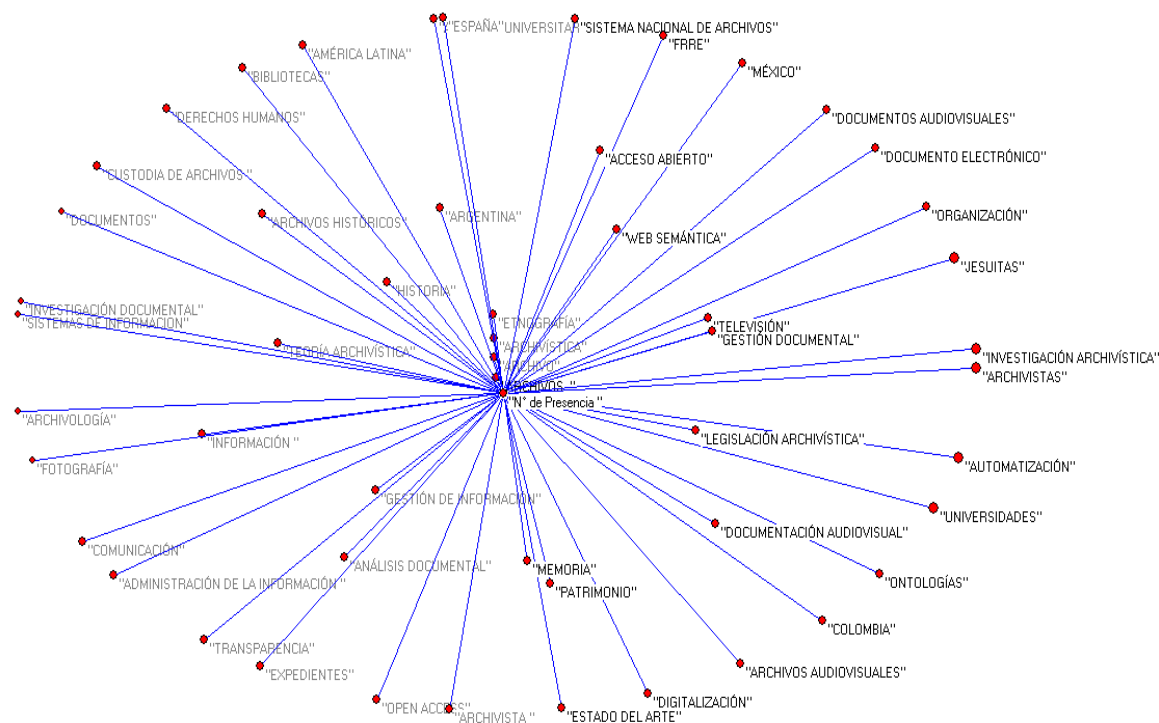 "ESPAÑA"
UNIVERSITAR
"SISTEMA NACIONAL DE ARCHIVOS"
"FRRE"
"AMÉRICA LATINA"
"BIBLIOTECAS"
"MÉXICO"
"DERECHOS HUMANOS"
"DOCUMENTOS AUDIOVISUALES"
"ACCESO ABIERTO"
"DOCUMENTO ELECTRÓNICO"
"CUSTODIA DE ARCHIVOS "
"DOCUMENTOS"
"ARCHIVOS HISTÓRICOS"
"ARGENTINA"
"ORGANIZACIÓN"
"WEB SEMÁNTICA"
"JESUITAS"
"HISTORIA"
"INVESTIGACIÓN DOCUMENTAL"
"SISTEMAS DE INFORMACION"
"ETNOGRAFÍA"
"TELEVISIÓN"
"GESTIÓN DOCUMENTAL"
"TEORÍA ARCHIVÍSTICA"
"ARCHIVÍSTICA"
"INVESTIGACIÓN ARCHIVÍSTICA"
"ARCHIVO"
"ARCHIVISTAS"
"ARCHIVOS "
"N° de Presencia "
"ARCHIVOLOGÍA"
"INFORMACIÓN "
"LEGISLACIÓN ARCHIVÍSTICA"
"FOTOGRAFÍA"
"AUTOMATIZACIÓN"
"GESTIÓN DE INFORMACIÓN"
"UNIVERSIDADES"
"DOCUMENTACIÓN AUDIOVISUAL"
"COMUNICACIÓN"
"ANÁLISIS DOCUMENTAL"
"MEMORIA"
"ADMINISTRACIÓN DE LA INFORMACIÓN "
"ONTOLOGÍAS"
"PATRIMONIO"
"COLOMBIA"
"TRANSPARENCIA"
"EXPEDIENTES"
"ARCHIVOS AUDIOVISUALES"
"DIGITALIZACIÓN"
"OPEN ACCESS"
"ARCHIVISTA "
"ESTADO DEL ARTE"